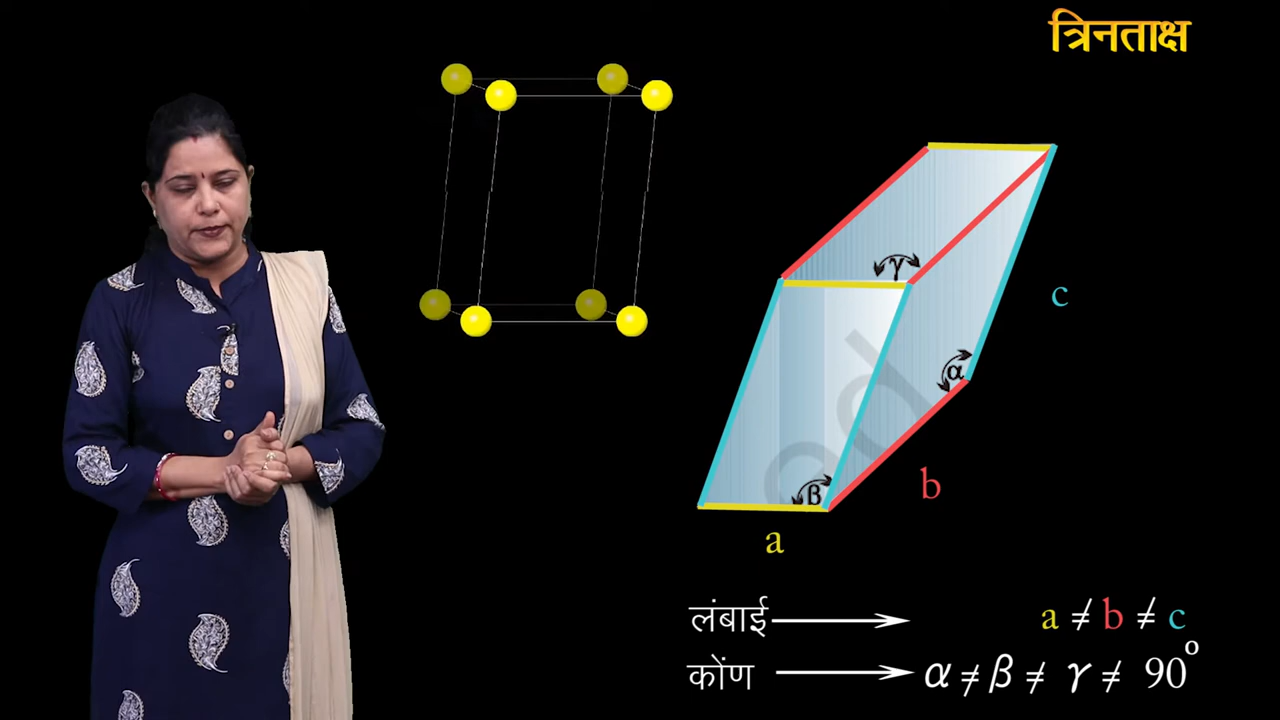 त्रिनताक्ष
γ
c
α
b
β
a
लंबाई a ≠ b ≠ c
कोंण α ≠ β ≠ γ ≠ 90°